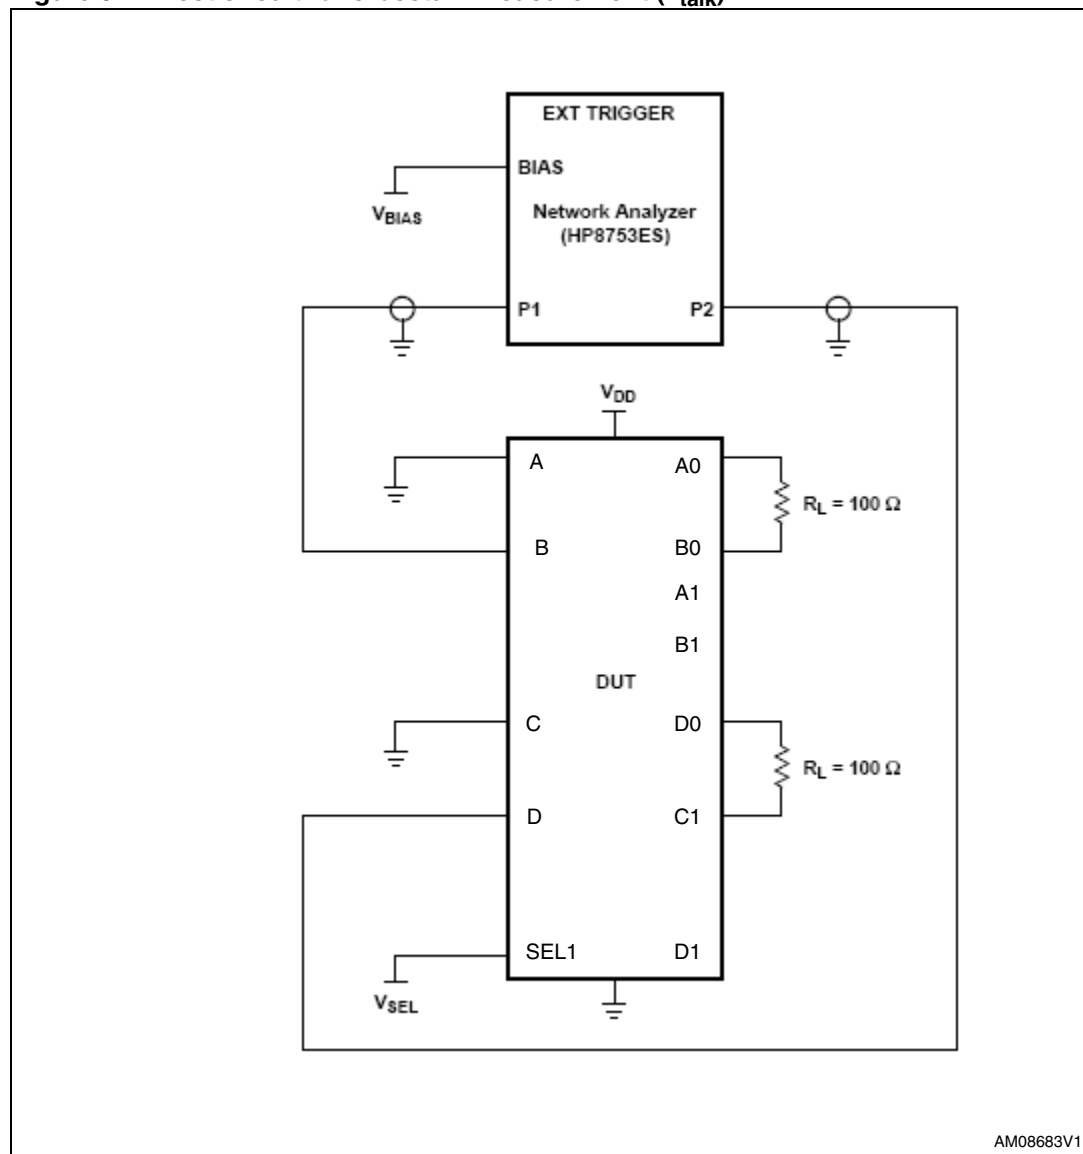 EXT TRIGGER
BIAS
VBIAS
Network Analyzer
(HP8753ES)
P1 P2
VDD
A A0
RL = 100 Ω
B B0
A1
B1
DUT
C D0
RL = 100 Ω
D C1
SEL1 D1
VSEL
AM08683V1